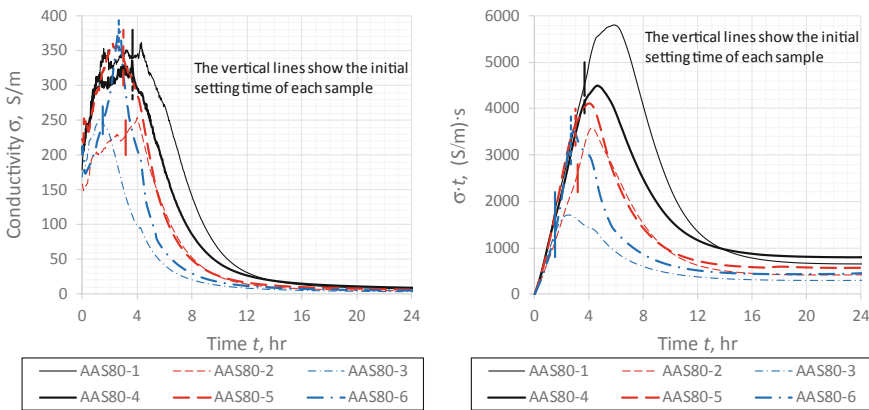 400
350
300
250
200
150
100
50
0
Conductivity σ, S/m
The vertical lines show the initial
setting time of each sample
0 4 8 12 16 20 24
Time t, hr
AAS80-1 AAS80-2 AAS80-3
AAS80-4 AAS80-5 AAS80-6
6000
5000
4000
3000
2000
1000
0
σ·t, (S/m)·s
The vertical lines show the initial
setting time of each sample
0 4 8 12 16 20 24
Time t, hr
AAS80-1 AAS80-2 AAS80-3
AAS80-4 AAS80-5 AAS80-6